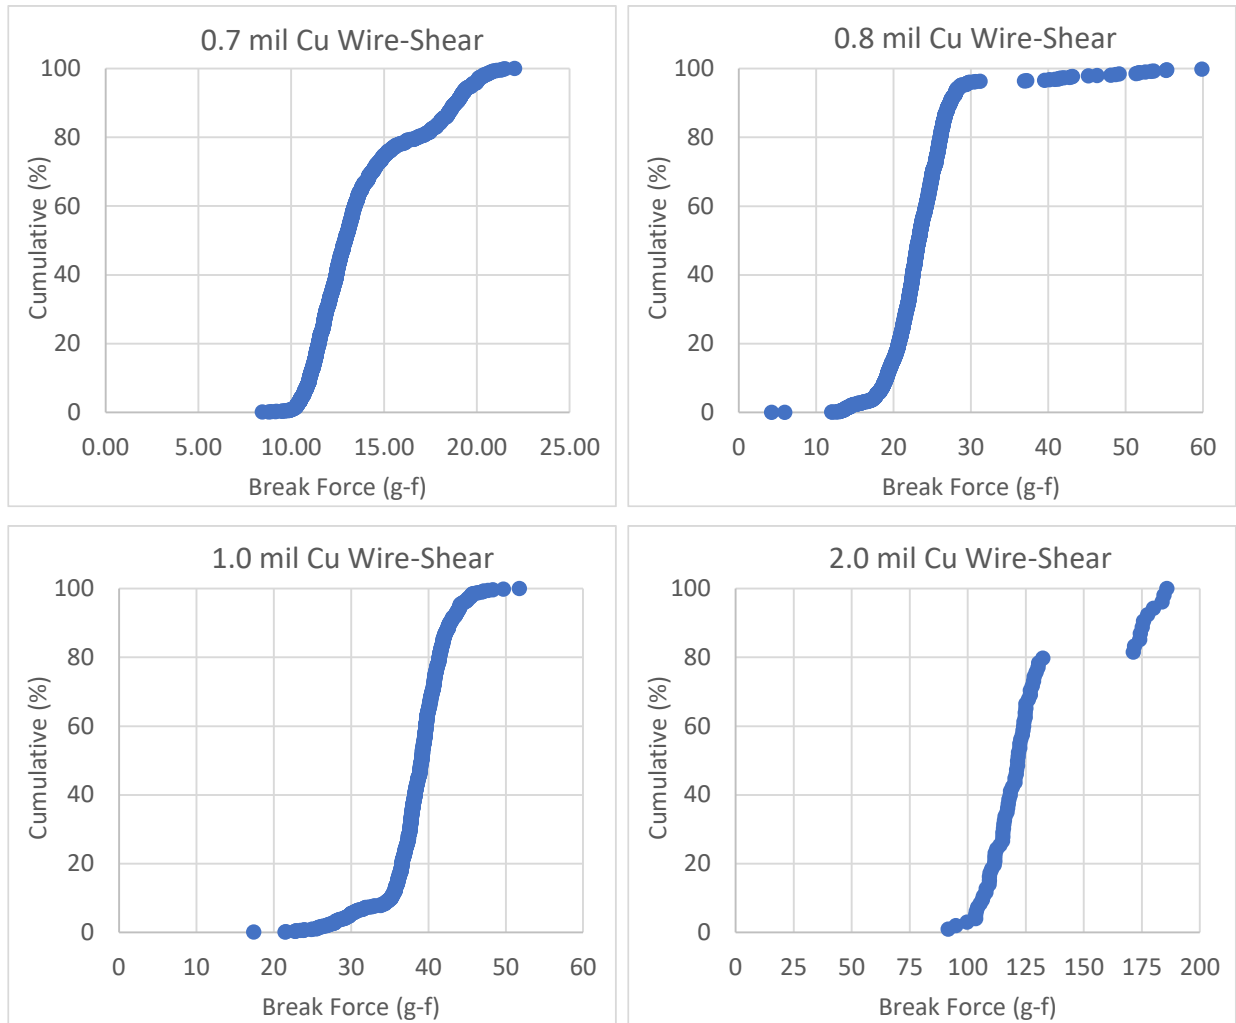 0.7 mil Cu Wire-Shear
Cumulative (%)
100
80
60
40
20
0
0.00 5.00 10.00 15.00 20.00 25.00
Break Force (g-f)
0.8 mil Cu Wire-Shear
Cumulative (%)
100
80
60
40
20
0
0 10 20 30 40 50 60
Break Force (g-f)
1.0 mil Cu Wire-Shear
Cumulative (%)
100
80
60
40
20
0
0 10 20 30 40 50 60
Break Force (g-f)
2.0 mil Cu Wire-Shear
Cumulative (%)
100
80
60
40
20
0
0 25 50 75 100 125 150 175 200
Break Force (g-f)